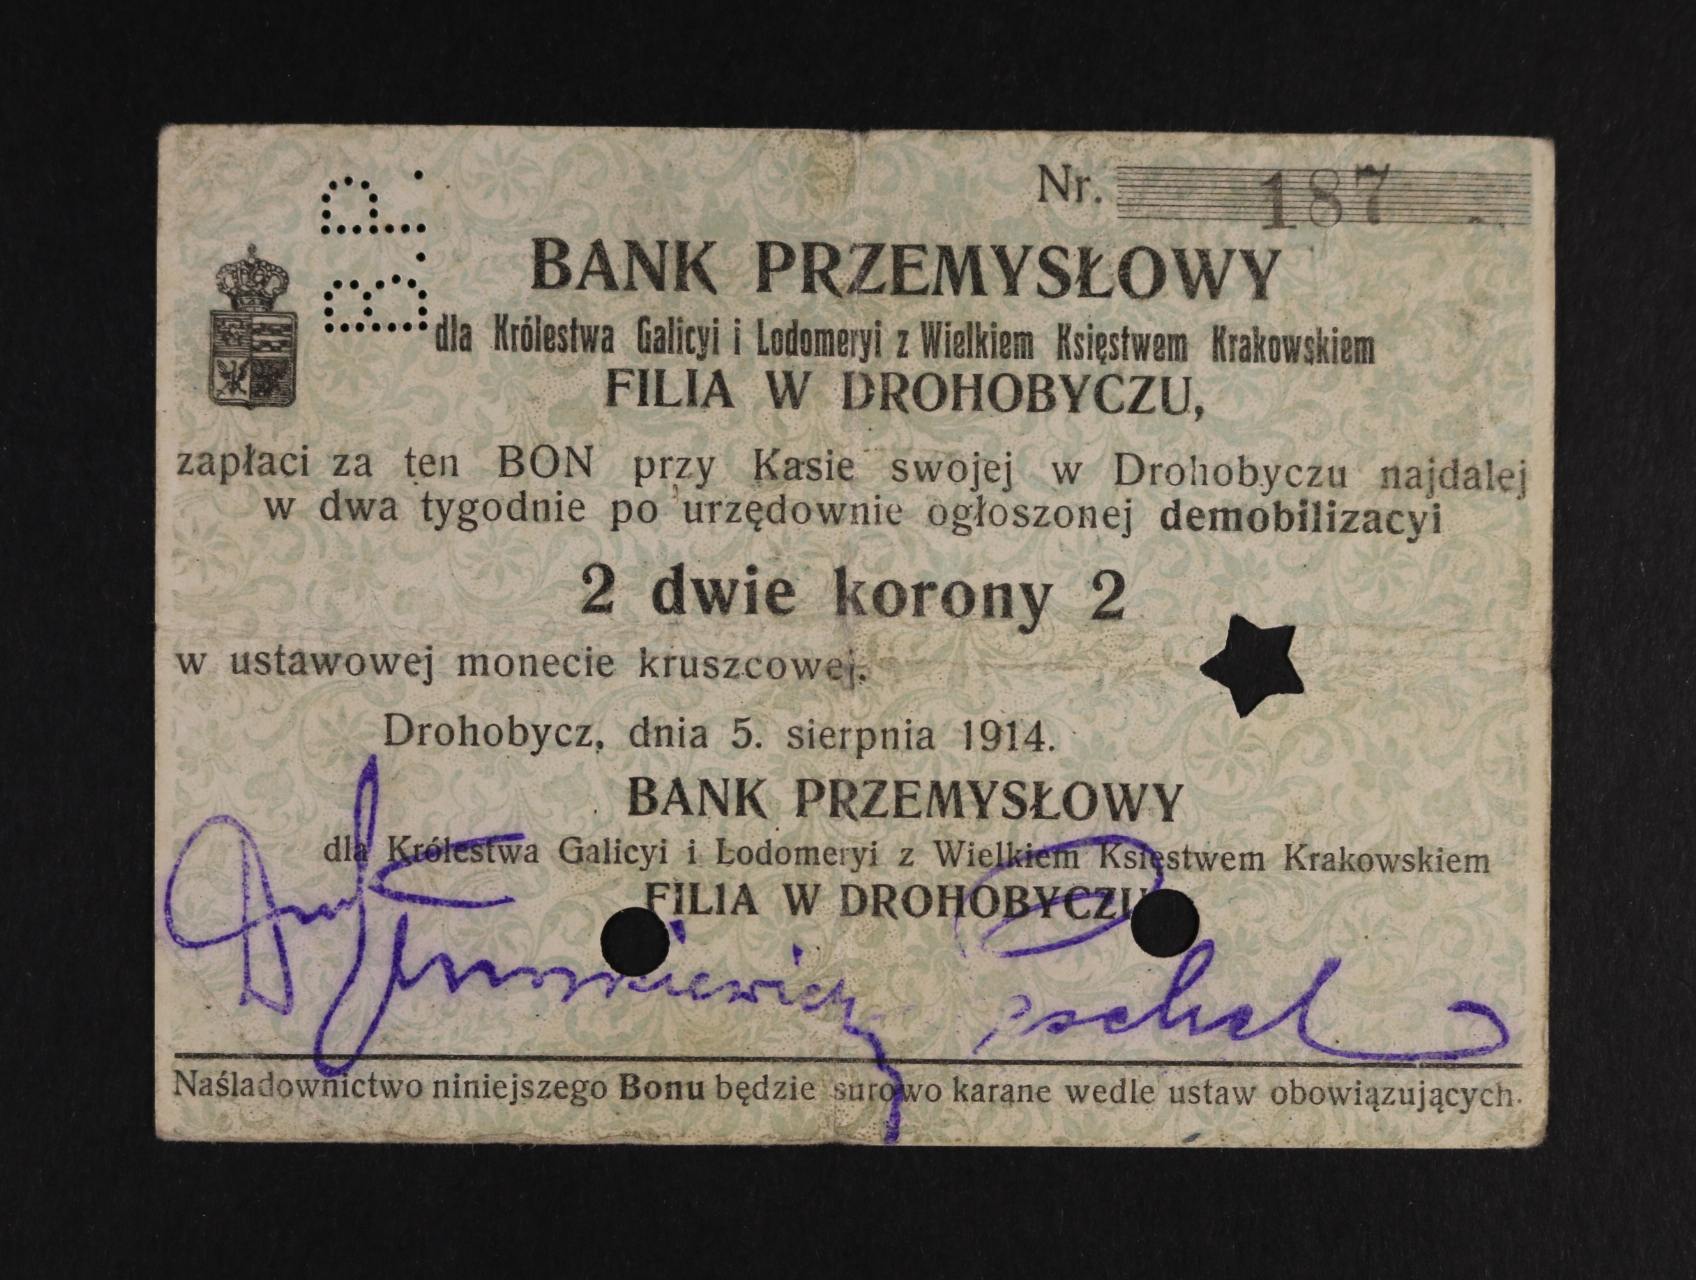 Nr. 187
B. P.
BANK PRZEMYSŁOWY
dla Królestwa Galicyi i Lodomeryi z Wielkiem Księstwem Krakowskiem
FILIA W DROHOBYCZU,
zapłaci za ten BON przy Kasie swojej w Drohobyczu najdalej
w dwa tygodnie po urzędownie ogłoszonej demobilizacyi
2 dwie korony 2
w ustawowej monecie kruszcowej.
Drohobycz, dnia 5. sierpnia 1914.
BANK PRZEMYSŁOWY
dla Królestwa Galicyi i Lodomeryi z Wielkiem Księstwem Krakowskiem
FILIA W DROHOBYCZU
Naśladownictwo niniejszego Bonu będzie surowo karane wedle ustaw obowiązujących.